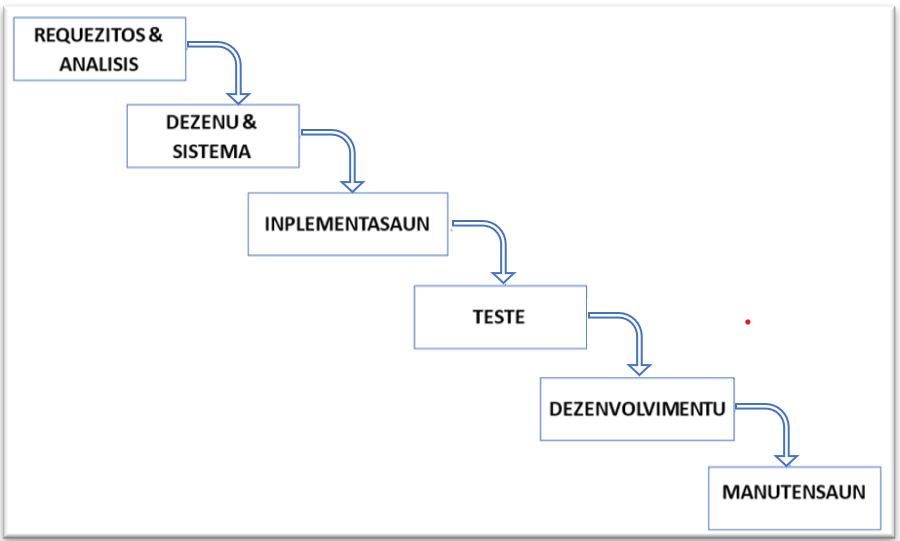 REQUEZITOS &
ANALISIS
DEZENU &
SISTEMA
INPLEMENTASAUN
TESTE
DEZENVOLVIMENTU
MANUTENSAUN